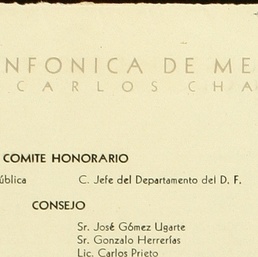 NFONICA DE ME
CARLOS CHA
COMITE HONORARIO
ública C. Jefe del Departamento del D. F.
CONSEJO
Sr. José Gómez Ugarte
Sr. Gonzalo Herrerías
Lic. Carlos Prieto